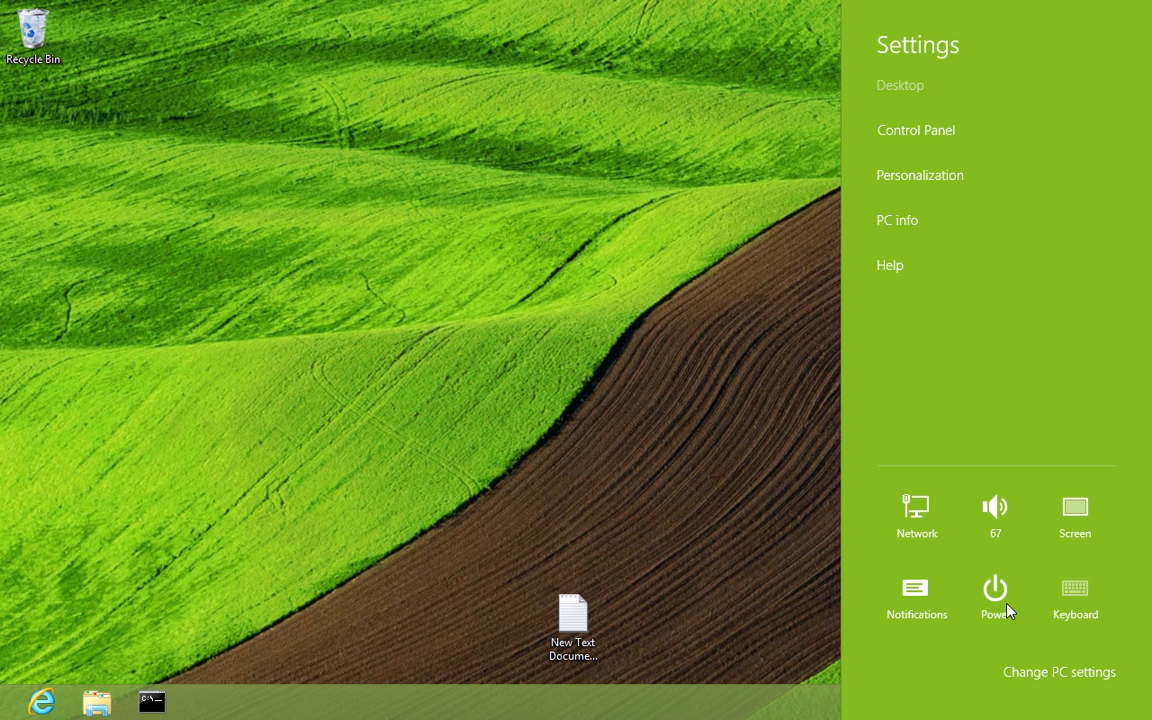 Recycle Bin
New Text
Docume...
Settings
Desktop
Control Panel
Personalization
PC info
Help
Network
67
Screen
Notifications
Power
Keyboard
Change PC settings
C:\._